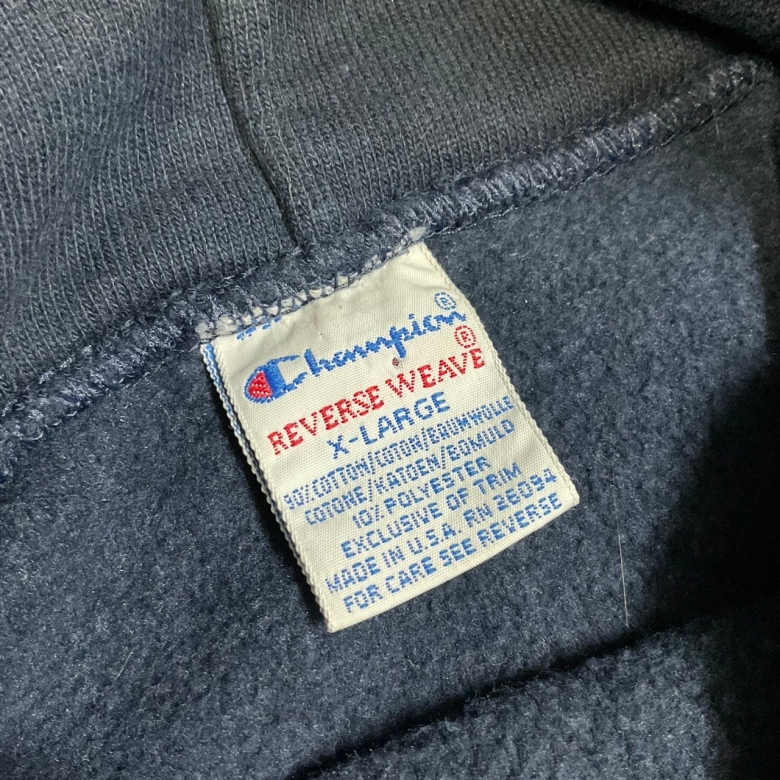 Champion®
REVERSE WEAVE®
X-LARGE
90% COTTON/COTON/BAUMWOLLE
COTONE/KATOEN/BOMULD
10% POLYESTER
EXCLUSIVE OF TRIM
MADE IN U.S.A. RN 26094
FOR CARE SEE REVERSE